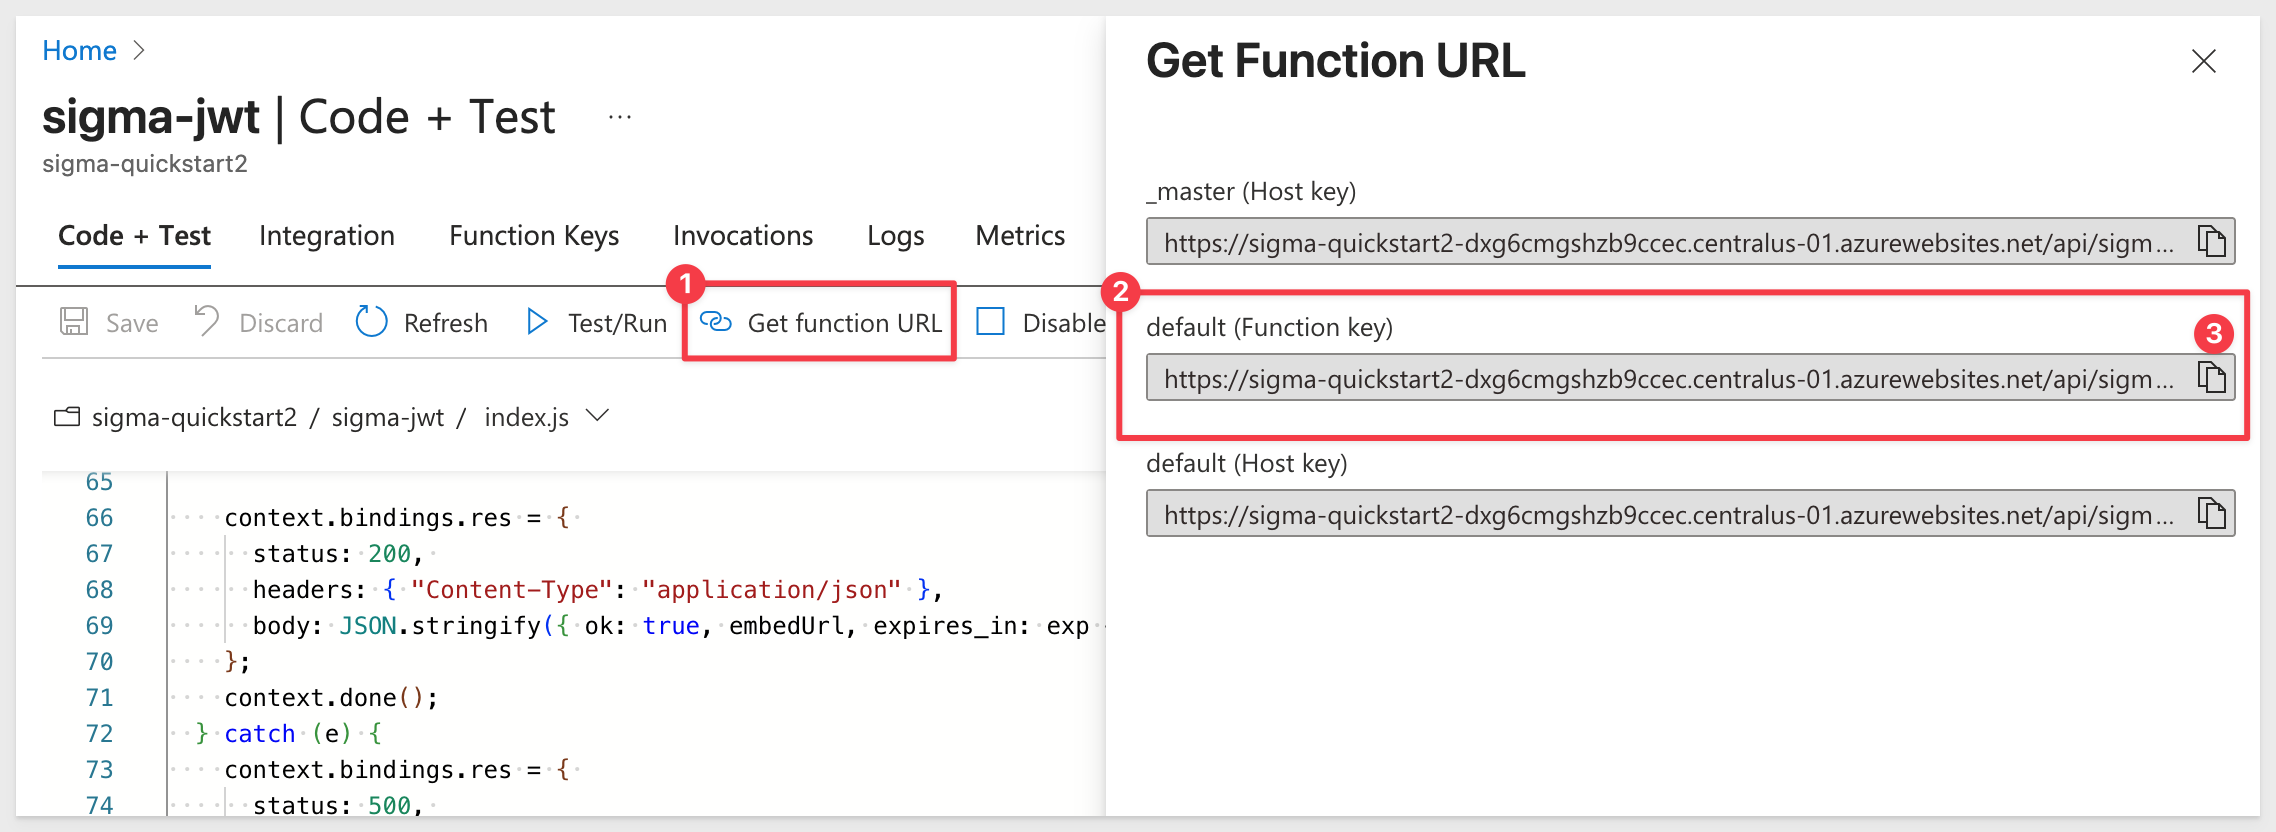 Home
sigma-jwt | Code + Test ...
sigma-quickstart2
Code + Test Integration Function Keys Invocations Logs Metrics
1
Save Discard Refresh Test/Run Get function URL Disable
sigma-quickstart2 / sigma-jwt / index.js
65
66 context.bindings.res = {
67 status: 200,
68 headers: { "Content-Type": "application/json" },
69 body: JSON.stringify({ ok: true, embedUrl, expires_in: exp
70 };
71 context.done();
72 } catch (e) {
73 context.bindings.res = {
74 status: 500,
Get Function URL
_master (Host key)
https://sigma-quickstart2-dxg6cmgshzb9ccec.centralus-01.azurewebsites.net/api/sigm...
2
default (Function key)
3
https://sigma-quickstart2-dxg6cmgshzb9ccec.centralus-01.azurewebsites.net/api/sigm...
default (Host key)
https://sigma-quickstart2-dxg6cmgshzb9ccec.centralus-01.azurewebsites.net/api/sigm...